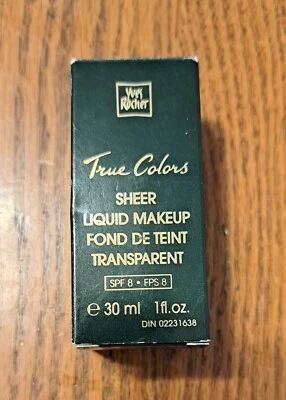 Yves
Rocher
True Colors
SHEER
LIQUID MAKEUP
FOND DE TEINT
TRANSPARENT
SPF 8 • FPS 8
e 30 ml 1fl.oz.
DIN 02231638